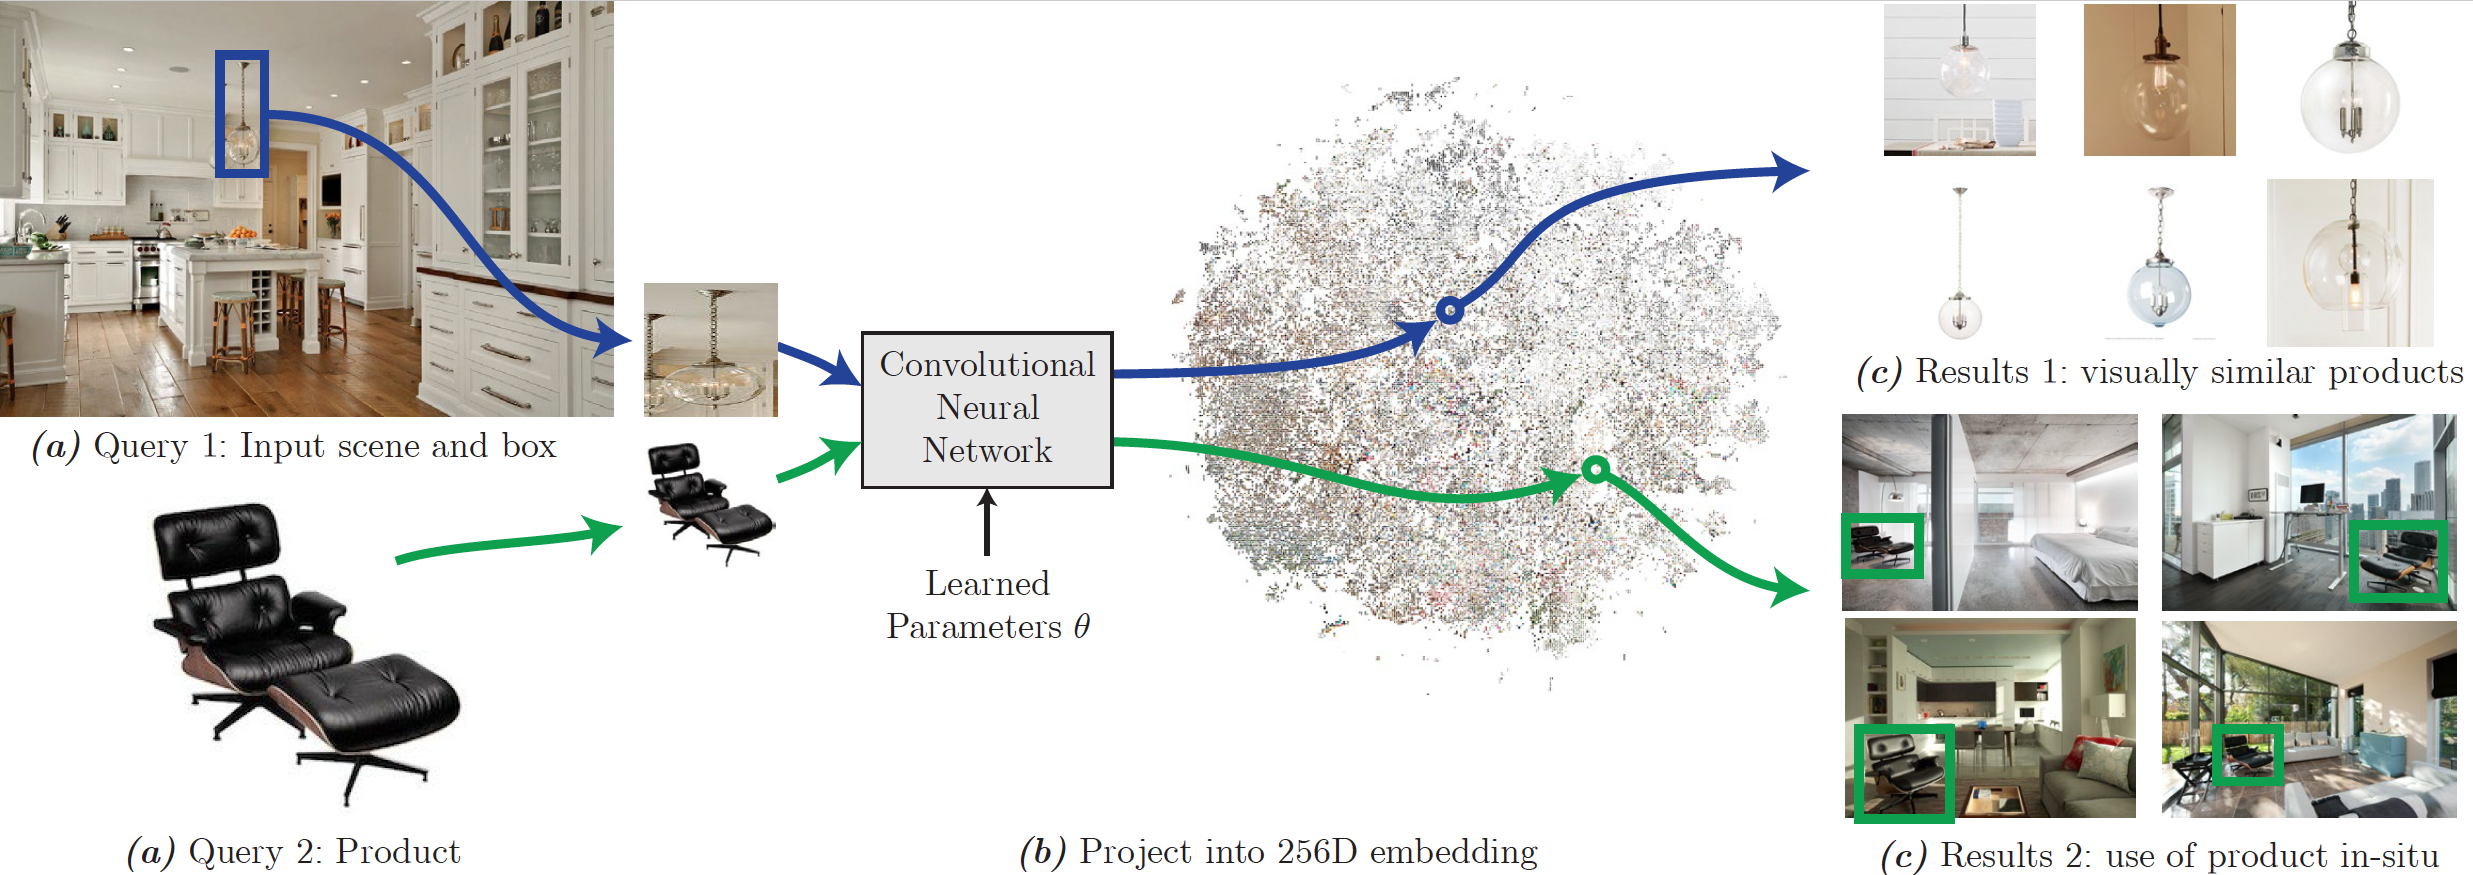 (a) Query 1: Input scene and box
(a) Query 2: Product
Convolutional
Neural
Network
Learned
Parameters θ
(b) Project into 256D embedding
(c) Results 1: visually similar products
(c) Results 2: use of product in-situ